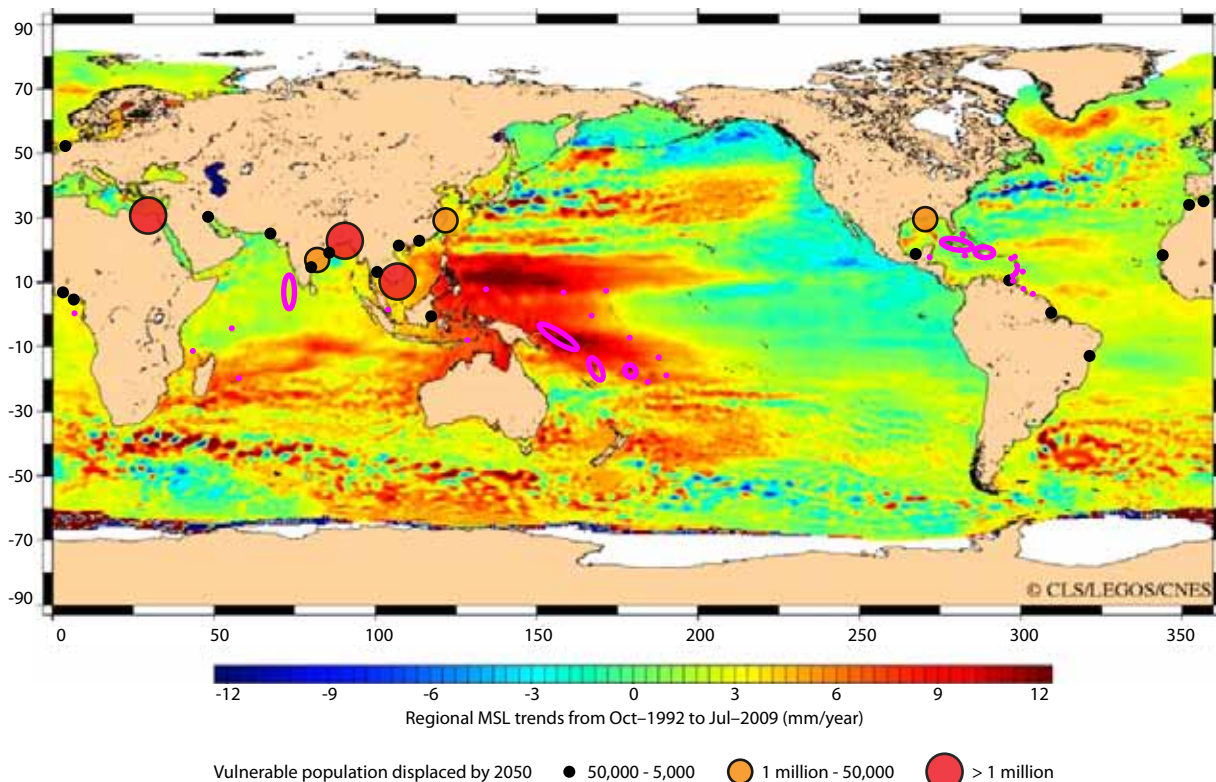 90
70
50
30
10
-10
-30
-50
-70
-90
© CLS/LEGOS/CNES
0 50 100 150 200 250 300 350
-12 -9 -6 -3 0 3 6 9 12
Regional MSL trends from Oct–1992 to Jul–2009 (mm/year)
Vulnerable population displaced by 2050 50,000 - 5,000 1 million - 50,000 > 1 million